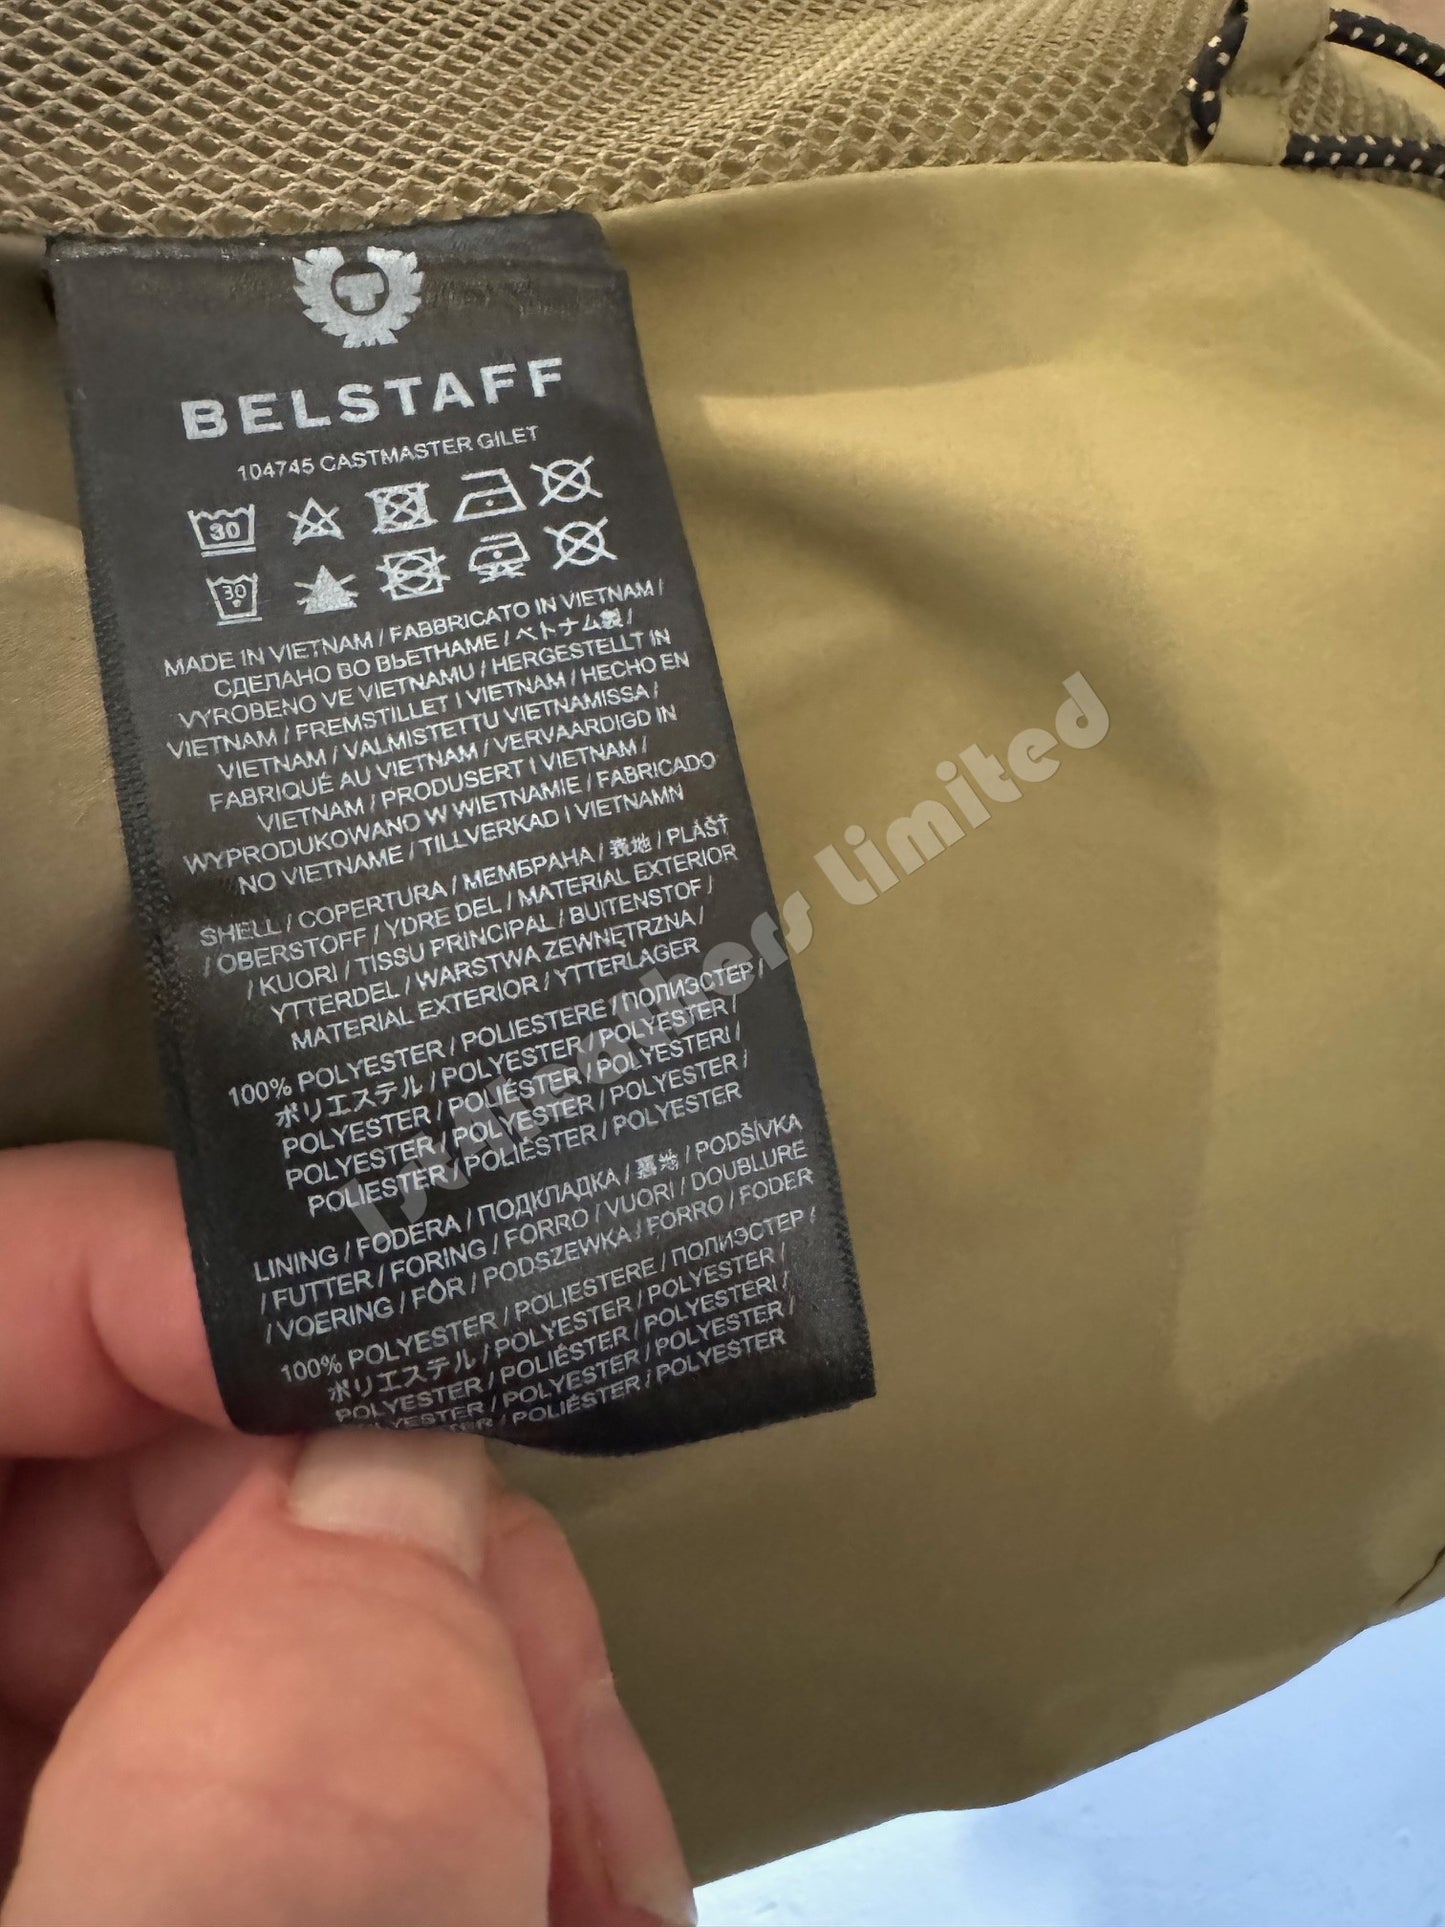 BELSTAFF
104745 CASTMASTER GILET
30
30
MADE IN VIETNAM / FABBRICATO IN VIETNAM /
СДЕЛАНО ВО ВЬЕТНАМЕ / ベトナム製 /
VYROBENO VE VIETNAMU / HERGESTELLT IN
VIETNAM / FREMSTILLET I VIETNAM / HECHO EN
VIETNAM / VALMISTETTU VIETNAMISSA /
FABRIQUÉ AU VIETNAM / VERVAARDIGD IN
VIETNAM / PRODUSERT I VIETNAM /
WYPRODUKOWANO W WIETNAMIE / FABRICADO
NO VIETNAME / TILLVERKAD I VIETNAMN
SHELL / COPERTURA / МЕМБРАНА / 表地 / PLÁŠŤ
/ OBERSTOFF / YDRE DEL / MATERIAL EXTERIOR
/ KUORI / TISSU PRINCIPAL / BUITENSTOF /
YTTERDEL / WARSTWA ZEWNĘTRZNA /
MATERIAL EXTERIOR / YTTERLAGER
100% POLYESTER / POLIESTERE / ПОЛИЭСТЕР /
ポリエステル / POLYESTER / POLYESTER /
POLYESTER / POLIÉSTER / POLYESTERI /
POLYESTER / POLYESTER / POLYESTER /
POLIESTER / POLIÉSTER / POLYESTER
LINING / FODERA / ПОДКЛАДКА / 裏地 / PODŠÍVKA
/ FUTTER / FORING / FORRO / VUORI / DOUBLURE
/ VOERING / FÔR / PODSZEWKA / FORRO / FODER
100% POLYESTER / POLIESTERE / ПОЛИЭСТЕР /
ポリエステル / POLYESTER / POLYESTER /
POLYESTER / POLIÉSTER / POLYESTERI /
POLYESTER / POLYESTER / POLYESTER /
POLIÉSTER / POLYESTER
1stdreathers limited